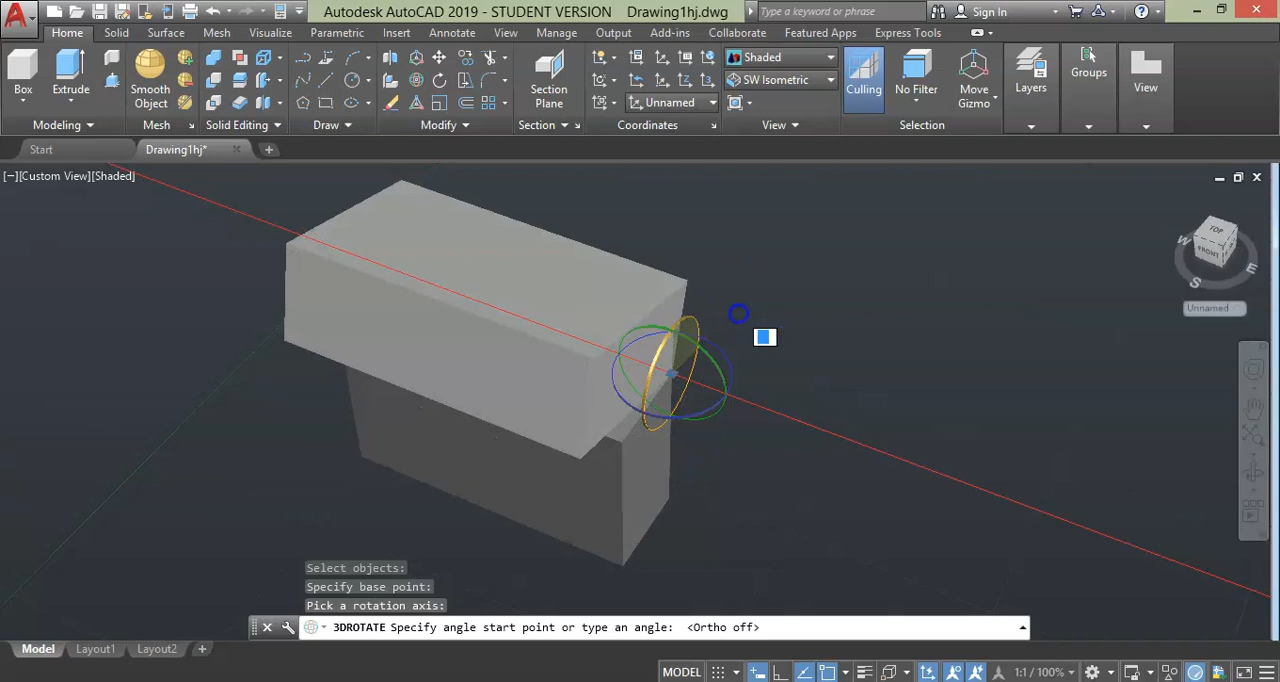 Autodesk AutoCAD 2019 - STUDENT VERSION Drawing1hj.dwg
Type a keyword or phrase
Sign In
Home Solid Surface Mesh Visualize Parametric Insert Annotate View Manage Output Add-ins Collaborate Featured Apps Express Tools
Shaded
SW Isometric
Unnamed
Box Extrude Smooth Object Section Plane Culling No Filter Move Gizmo Layers Groups View
Modeling Mesh Solid Editing Draw Modify Section Coordinates View Selection
Start Drawing1hj*
[−][Custom View][Shaded]
TOP
FRONT
W
S
E
Unnamed
Select objects:
Specify base point:
Pick a rotation axis:
3DROTATE Specify angle start point or type an angle: <Ortho off>
Model Layout1 Layout2
MODEL 1:1 / 100%